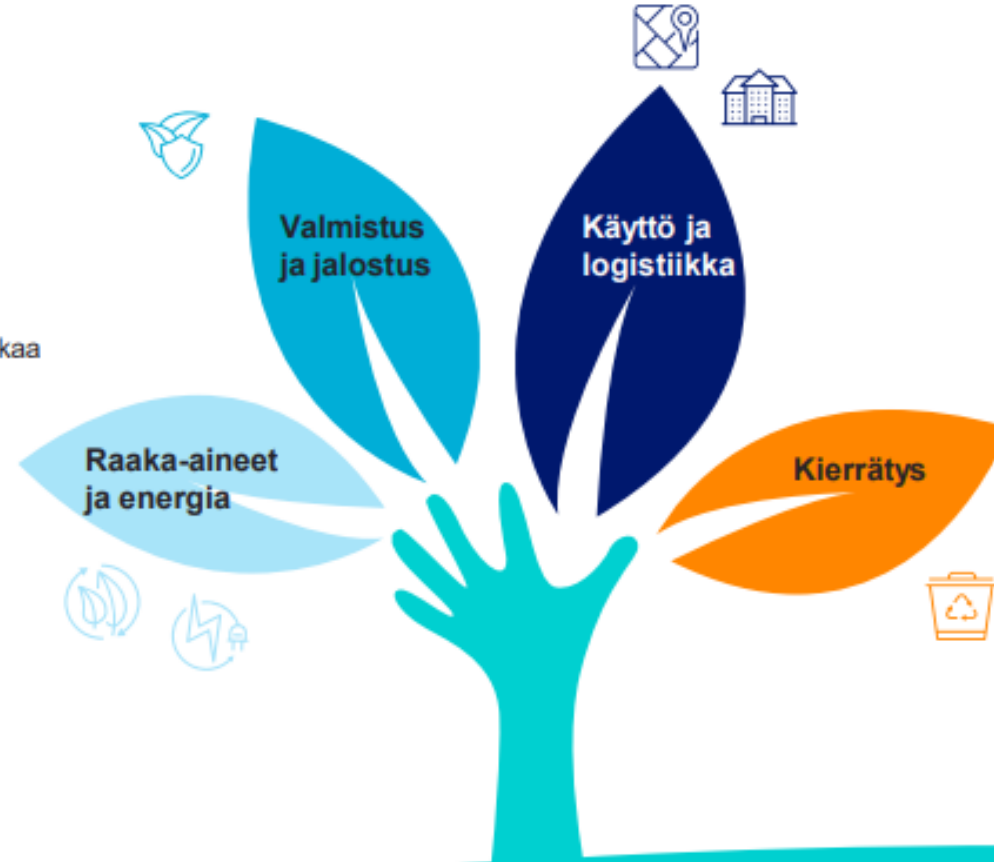 Valmistus
ja jalostus
Käyttö ja
logistiikka
kaa
Raaka-aineet
ja energia
Kierrätys